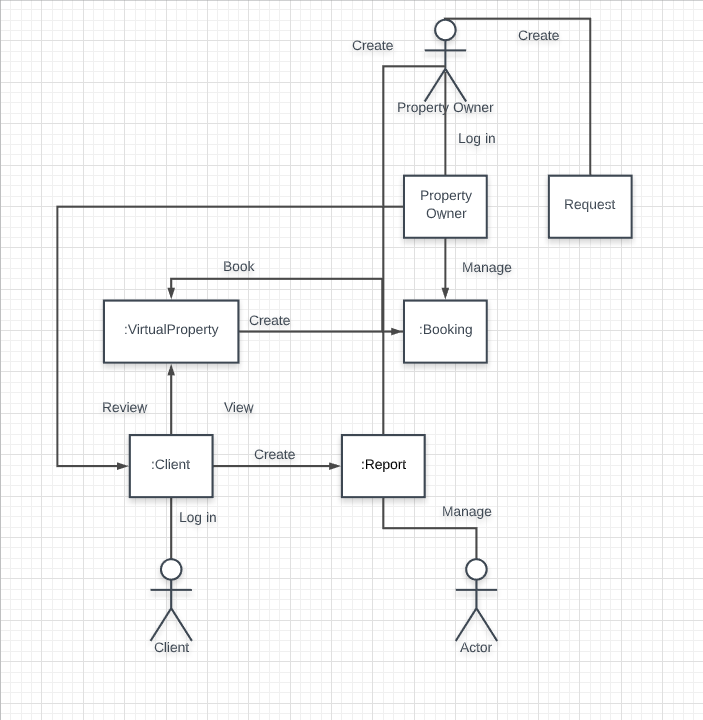 Create
Create
Property Owner
Log in
Property
Owner
Request
Manage
Book
:VirtualProperty
Create
:Booking
Review
View
:Client
Create
:Report
Log in
Manage
Client
Actor